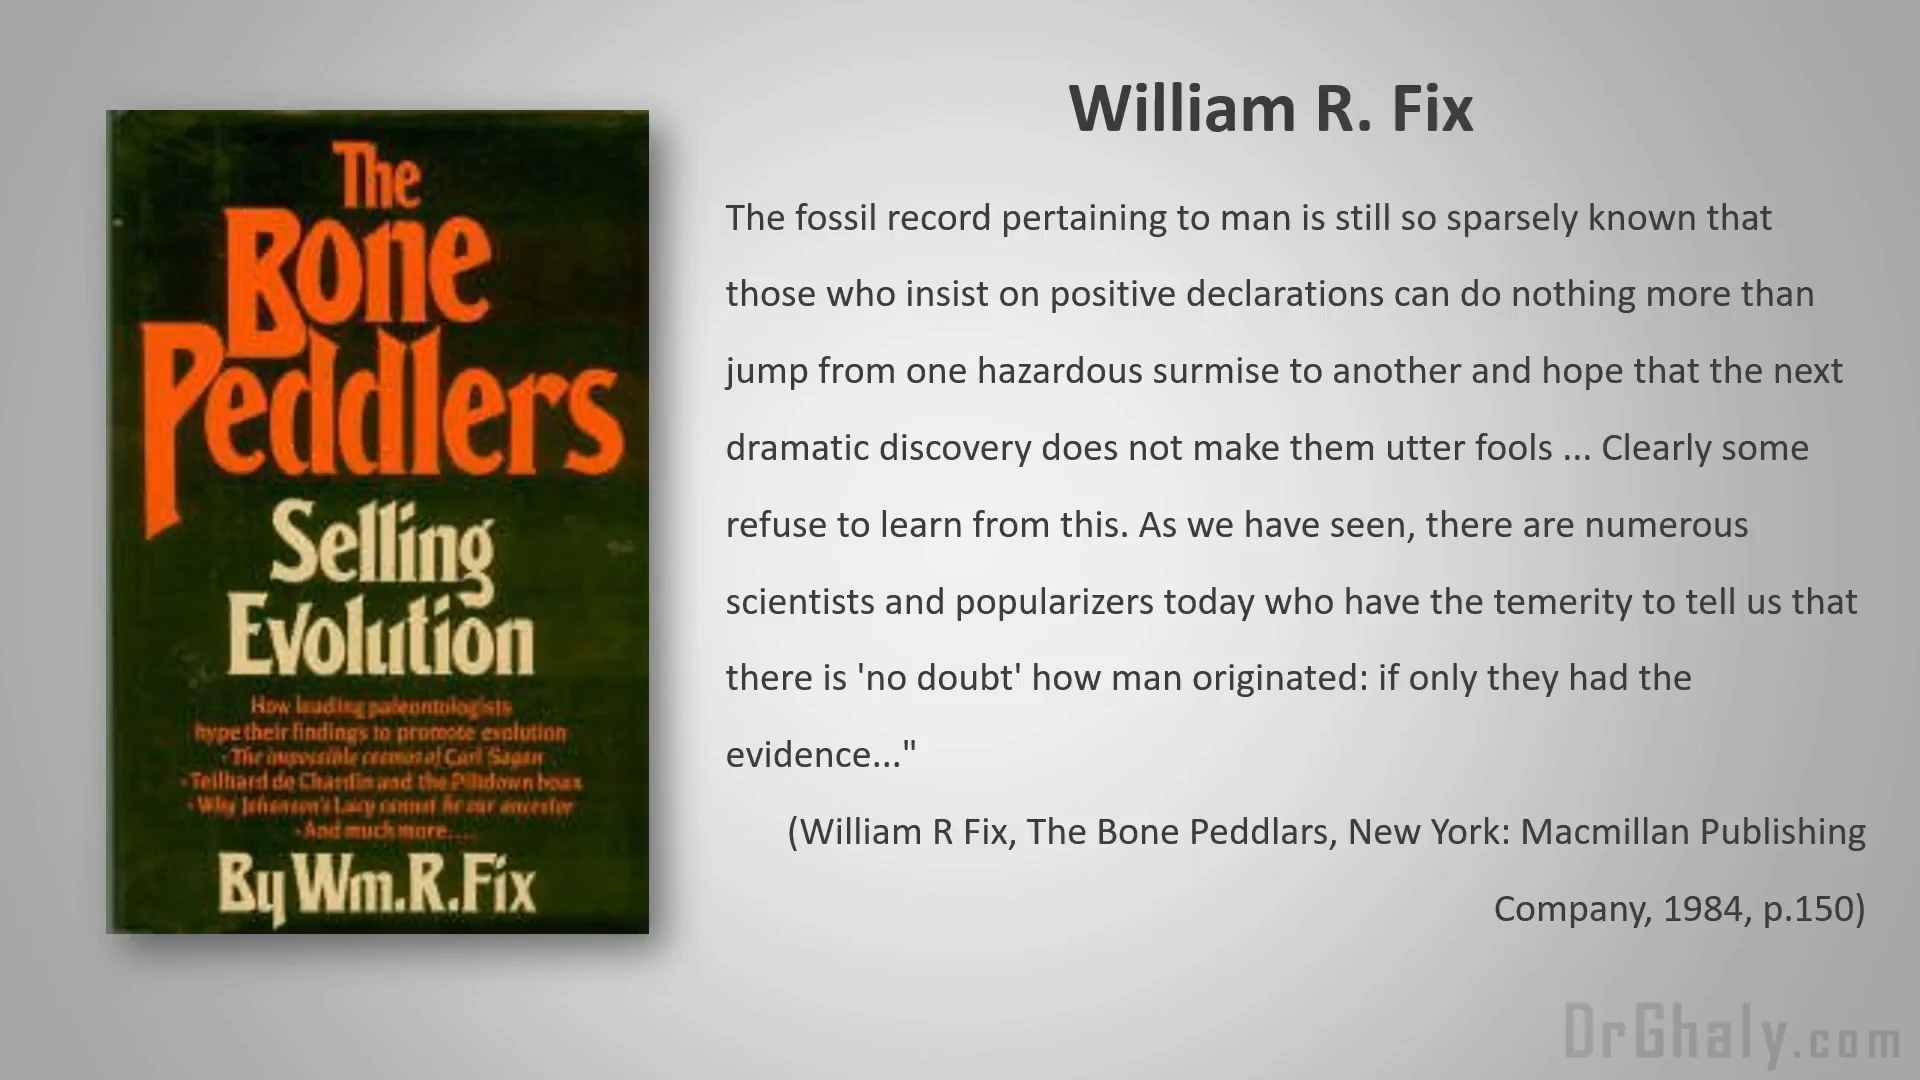 The
Bone
Peddlers
Selling
Evolution
How leading paleontologists
hype their findings to promote evolution
·The impossible cosmos of Carl Sagan
·Teilhard de Chardin and the Piltdown hoax
·Why Johanson's Lucy cannot be our ancestor
·And much more....
By Wm.R.Fix
William R. Fix
The fossil record pertaining to man is still so sparsely known that
those who insist on positive declarations can do nothing more than
jump from one hazardous surmise to another and hope that the next
dramatic discovery does not make them utter fools ... Clearly some
refuse to learn from this. As we have seen, there are numerous
scientists and popularizers today who have the temerity to tell us that
there is 'no doubt' how man originated: if only they had the
evidence..."
(William R Fix, The Bone Peddlars, New York: Macmillan Publishing
Company, 1984, p.150)
DrGhaly.com